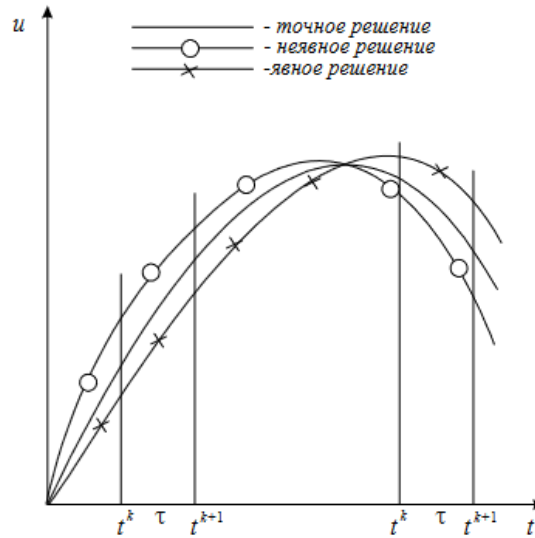 u
- точное решение
- неявное решение
-явное решение
t^k τ t^{k+1} t^k τ t^{k+1} t